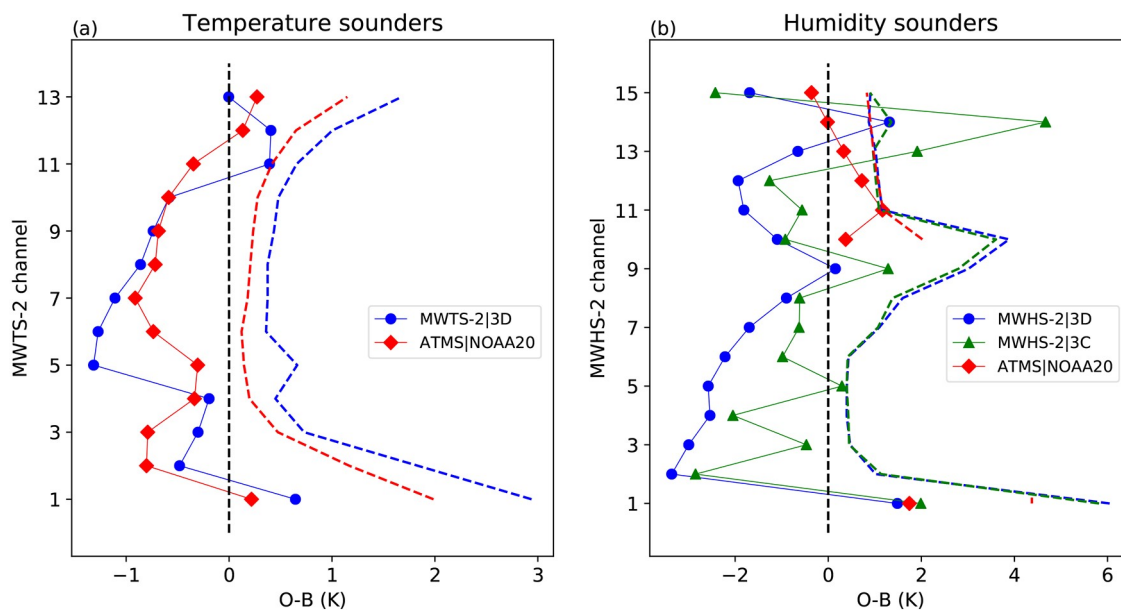 Temperature sounders
(a)
MWTS-2 channel
13
11
9
7
5
3
1
−1
0
1
2
3
O-B (K)
MWTS-2|3D
ATMS|NOAA20
Humidity sounders
(b)
MWHS-2 channel
15
13
11
9
7
5
3
1
−2
0
2
4
6
O-B (K)
MWHS-2|3D
MWHS-2|3C
ATMS|NOAA20